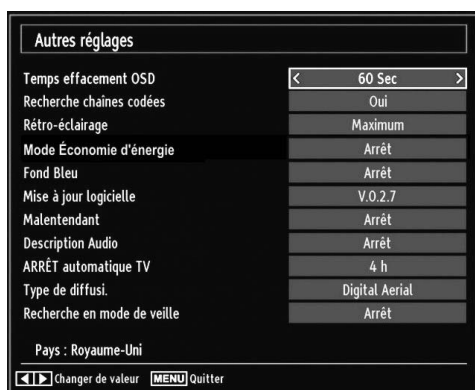 Autres réglages
Temps effacement OSD < 60 Sec >
Recherche chaînes codées Oui
Rétro-éclairage Maximum
Mode Économie d'énergie Arrêt
Fond Bleu Arrêt
Mise à jour logicielle V.0.2.7
Malentendant Arrêt
Description Audio Arrêt
ARRÊT automatique TV 4 h
Type de diffusi. Digital Aerial
Recherche en mode de veille Arrêt
Pays : Royaume-Uni
Changer de valeur MENU Quitter